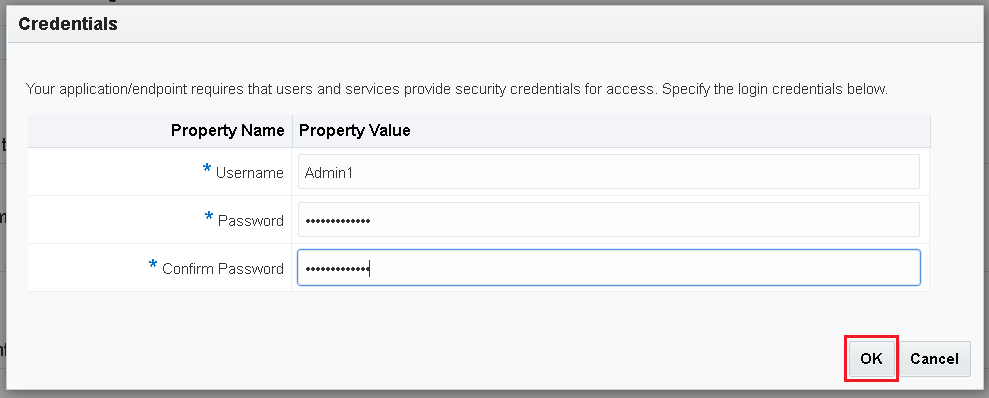 Credentials
Your application/endpoint requires that users and services provide security credentials for access. Specify the login credentials below.
Property Name Property Value
* Username Admin1
* Password •••••••••••••
* Confirm Password •••••••••••••
OK Cancel